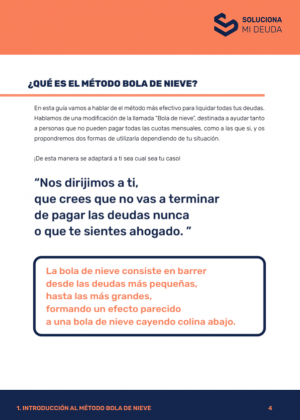 SOLUCIONA
MI DEUDA
¿QUÉ ES EL MÉTODO BOLA DE NIEVE?
En esta guía vamos a hablar de el método más efectivo para liquidar todas tus deudas.
Hablamos de una modificación de la llamada "Bola de nieve", destinada a ayudar tanto
a personas que no pueden pagar todas las cuotas mensuales, como a las que si, y os
propondremos dos formas de utilizarla dependiendo de tu situación.
¡De esta manera se adaptará a ti sea cual sea tu caso!
“Nos dirijimos a ti,
que crees que no vas a terminar
de pagar las deudas nunca
o que te sientes ahogado. ”
La bola de nieve consiste en barrer
desde las deudas más pequeñas,
hasta las más grandes,
formando un efecto parecido
a una bola de nieve cayendo colina abajo.
1. INTRODUCCIÓN AL MÉTODO BOLA DE NIEVE
4